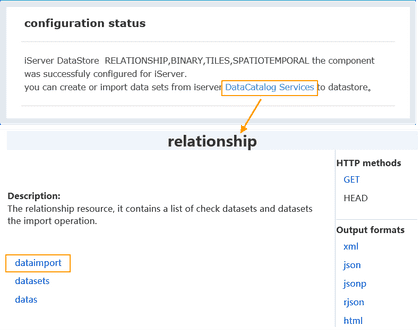 configuration status
iServer DataStore RELATIONSHIP,BINARY,TILES,SPATIOTEMPORAL the component
was successfuly configured for iServer.
you can create or import data sets from iserver DataCatalog Services to datastore。
relationship
HTTP methods
GET
HEAD
Description:
The relationship resource, it contains a list of check datasets and datasets
the import operation.
Output formats
dataimport
datasets
datas
xml
json
jsonp
rjson
html